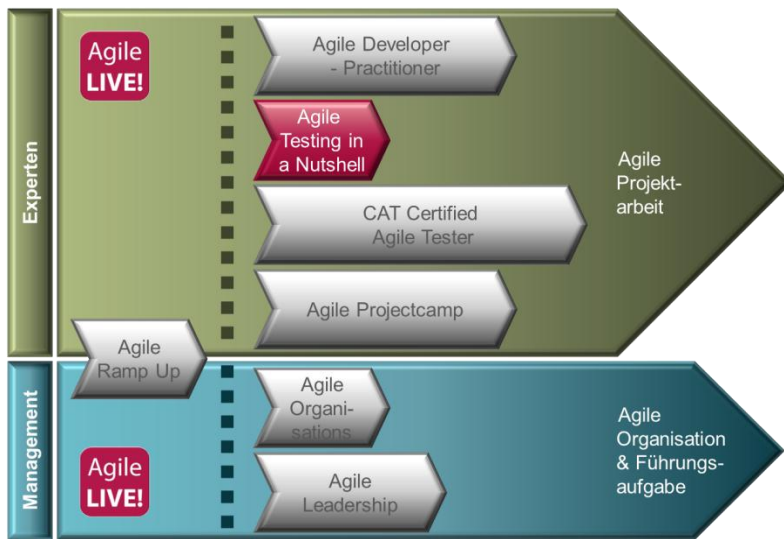 Experten
Agile
LIVE!
Agile Developer
- Practitioner
Agile
Testing in
a Nutshell
CAT Certified
Agile Tester
Agile Projectcamp
Agile
Projekt-
arbeit
Agile
Ramp Up
Management
Agile
LIVE!
Agile
Organi-
sations
Agile
Leadership
Agile
Organisation
& Führungs-
aufgabe